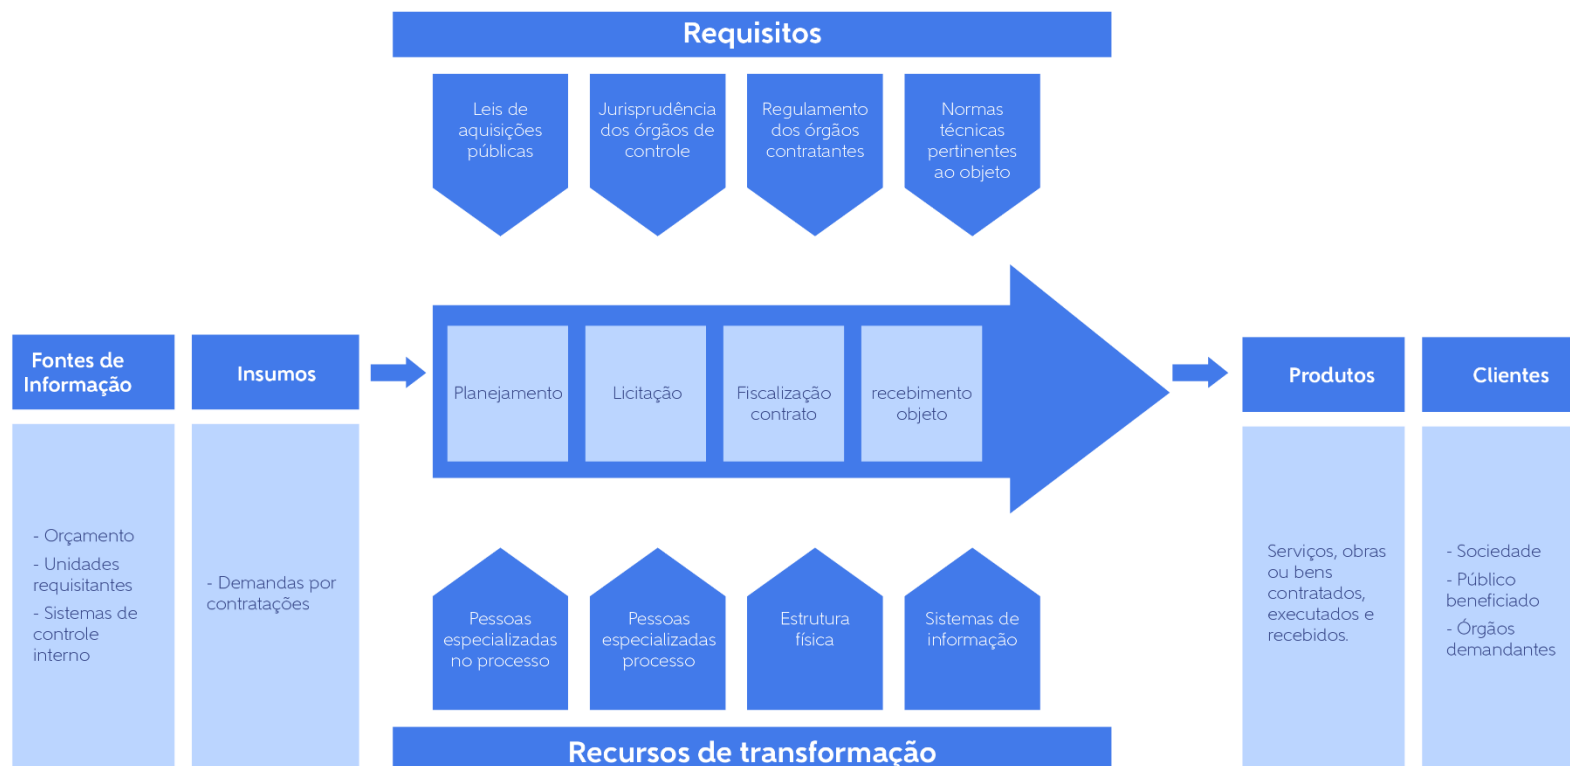 Requisitos
Leis de
aquisições
públicas
Jurisprudência
dos órgãos de
controle
Regulamento
dos órgãos
contratantes
Normas
técnicas
pertinentes
ao objeto
Fontes de
Informação
- Orçamento
- Unidades
requisitantes
- Sistemas de
controle
interno
Insumos
- Demandas por
contratações
Planejamento
Licitação
Fiscalização
contrato
recebimento
objeto
Pessoas
especializadas
no processo
Pessoas
especializadas
processo
Estrutura
física
Sistemas de
informação
Recursos de transformação
Produtos
Serviços, obras
ou bens
contratados,
executados e
recebidos.
Clientes
- Sociedade
- Público
beneficiado
- Órgãos
demandantes